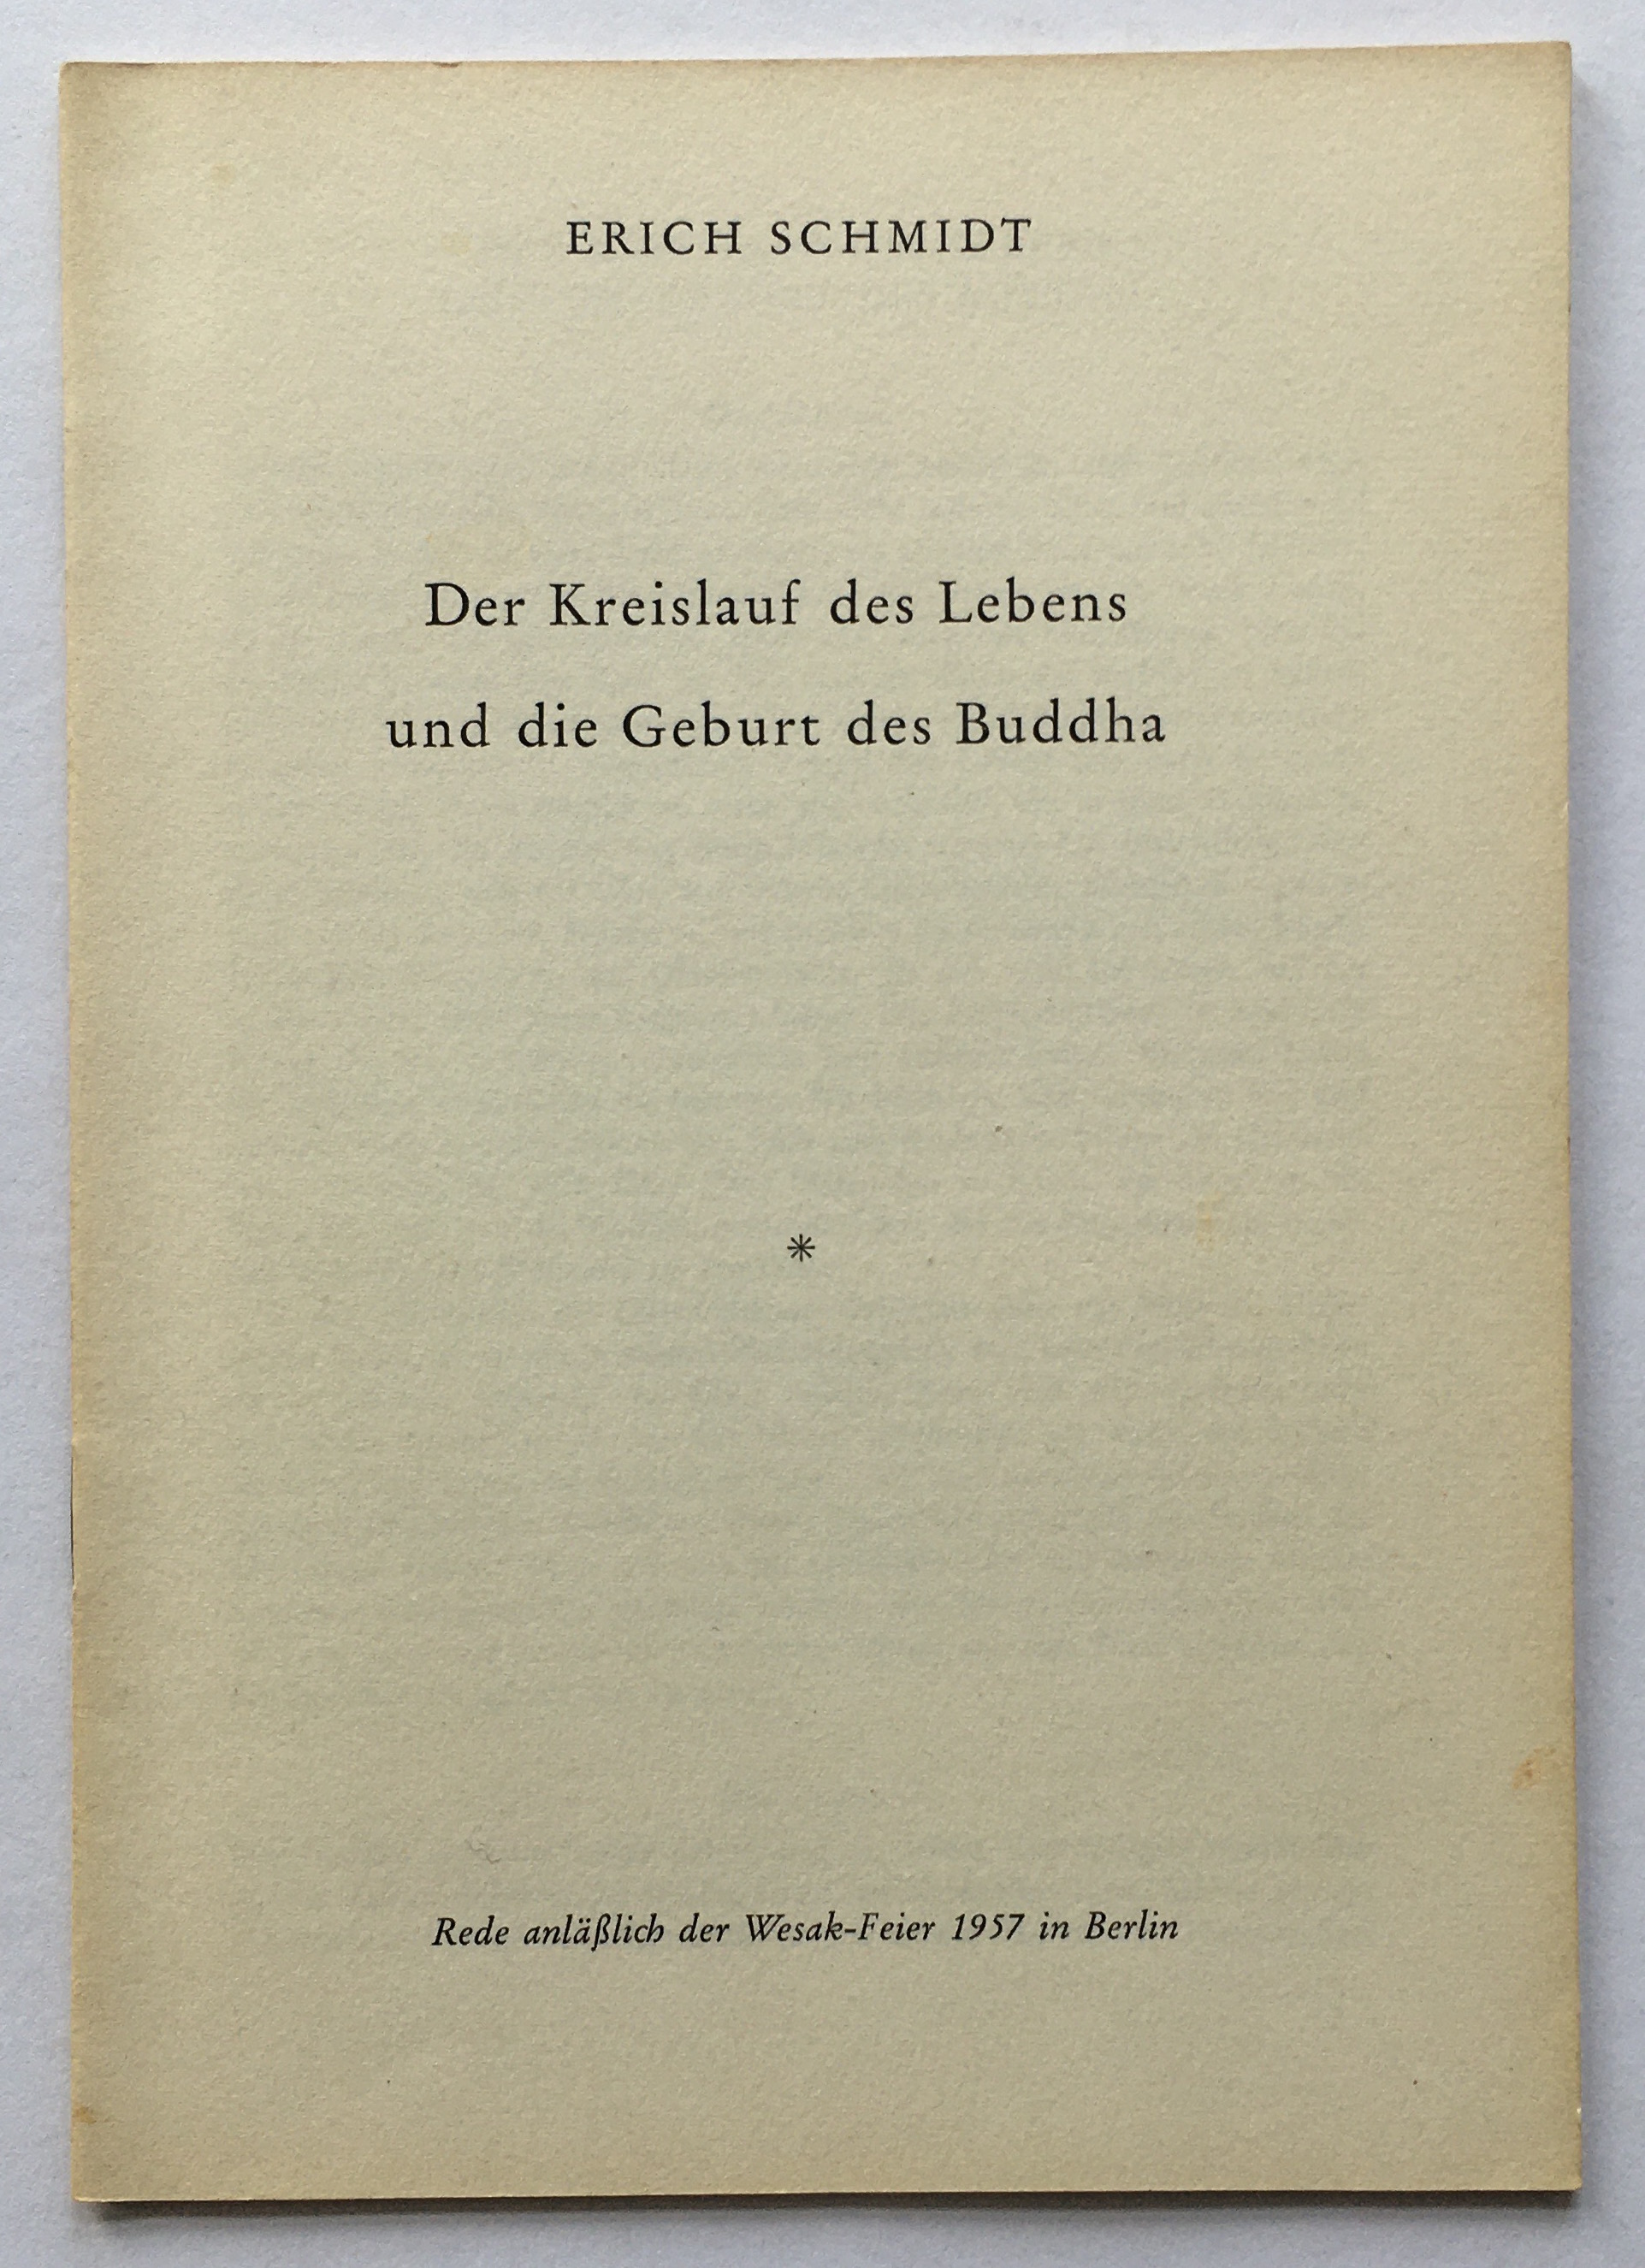 ERICH SCHMIDT
Der Kreislauf des Lebens
und die Geburt des Buddha
*
Rede anläßlich der Wesak-Feier 1957 in Berlin